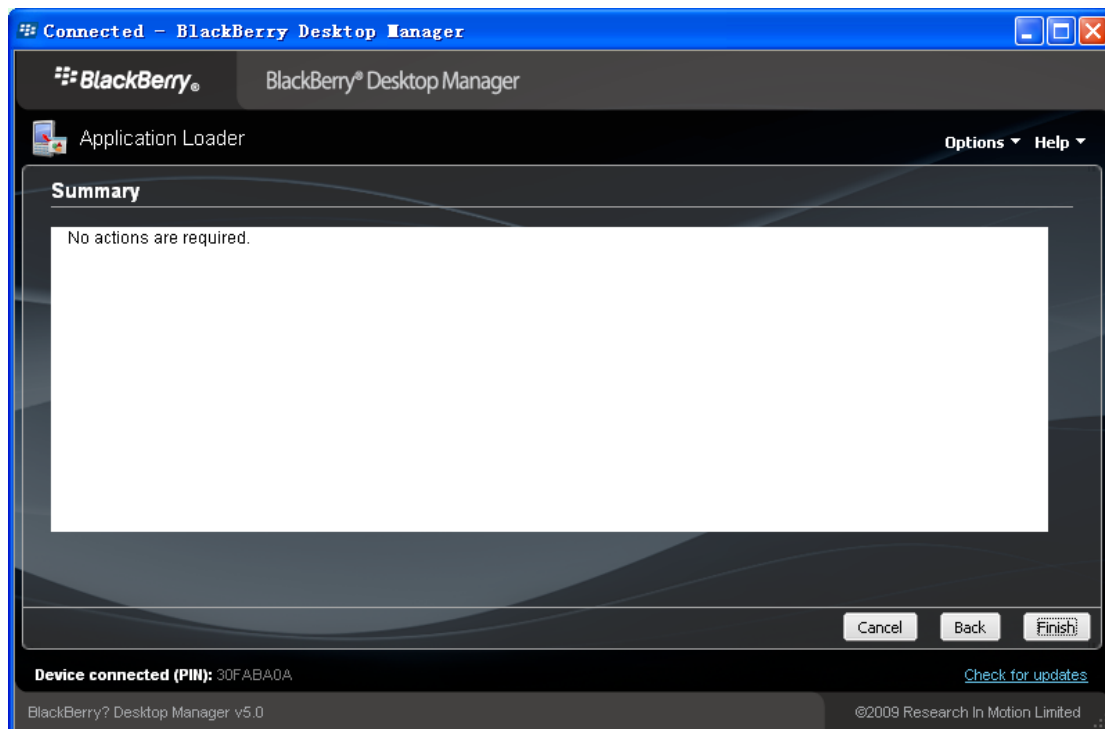 Connected - BlackBerry Desktop Manager
BlackBerry® BlackBerry® Desktop Manager
Application Loader
Options Help
Summary
No actions are required.
Cancel Back Finish
Device connected (PIN): 30FABA0A Check for updates
BlackBerry? Desktop Manager v5.0 ©2009 Research In Motion Limited